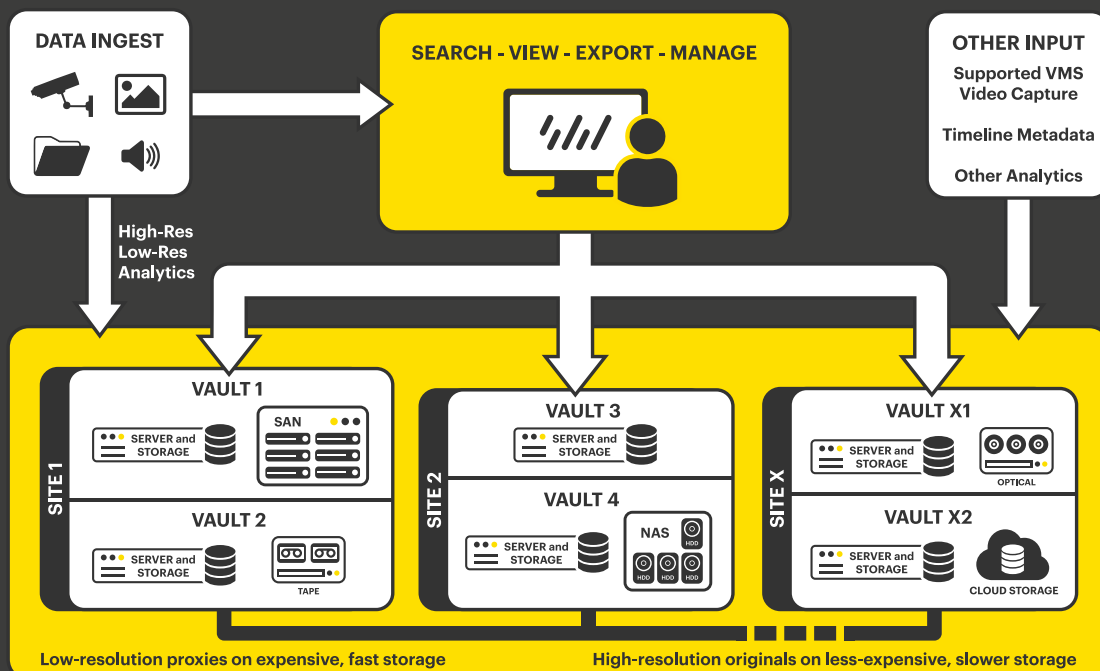 DATA INGEST
SEARCH - VIEW - EXPORT - MANAGE
OTHER INPUT
Supported VMS
Video Capture
Timeline Metadata
Other Analytics
High-Res
Low-Res
Analytics
SITE 1
VAULT 1
SERVER and
STORAGE
SAN
VAULT 2
SERVER and
STORAGE
TAPE
SITE 2
VAULT 3
SERVER and
STORAGE
VAULT 4
SERVER and
STORAGE
NAS
HDD
HDD
HDD
HDD
SITE X
VAULT X1
SERVER and
STORAGE
OPTICAL
VAULT X2
SERVER and
STORAGE
CLOUD STORAGE
Low-resolution proxies on expensive, fast storage
High-resolution originals on less-expensive, slower storage